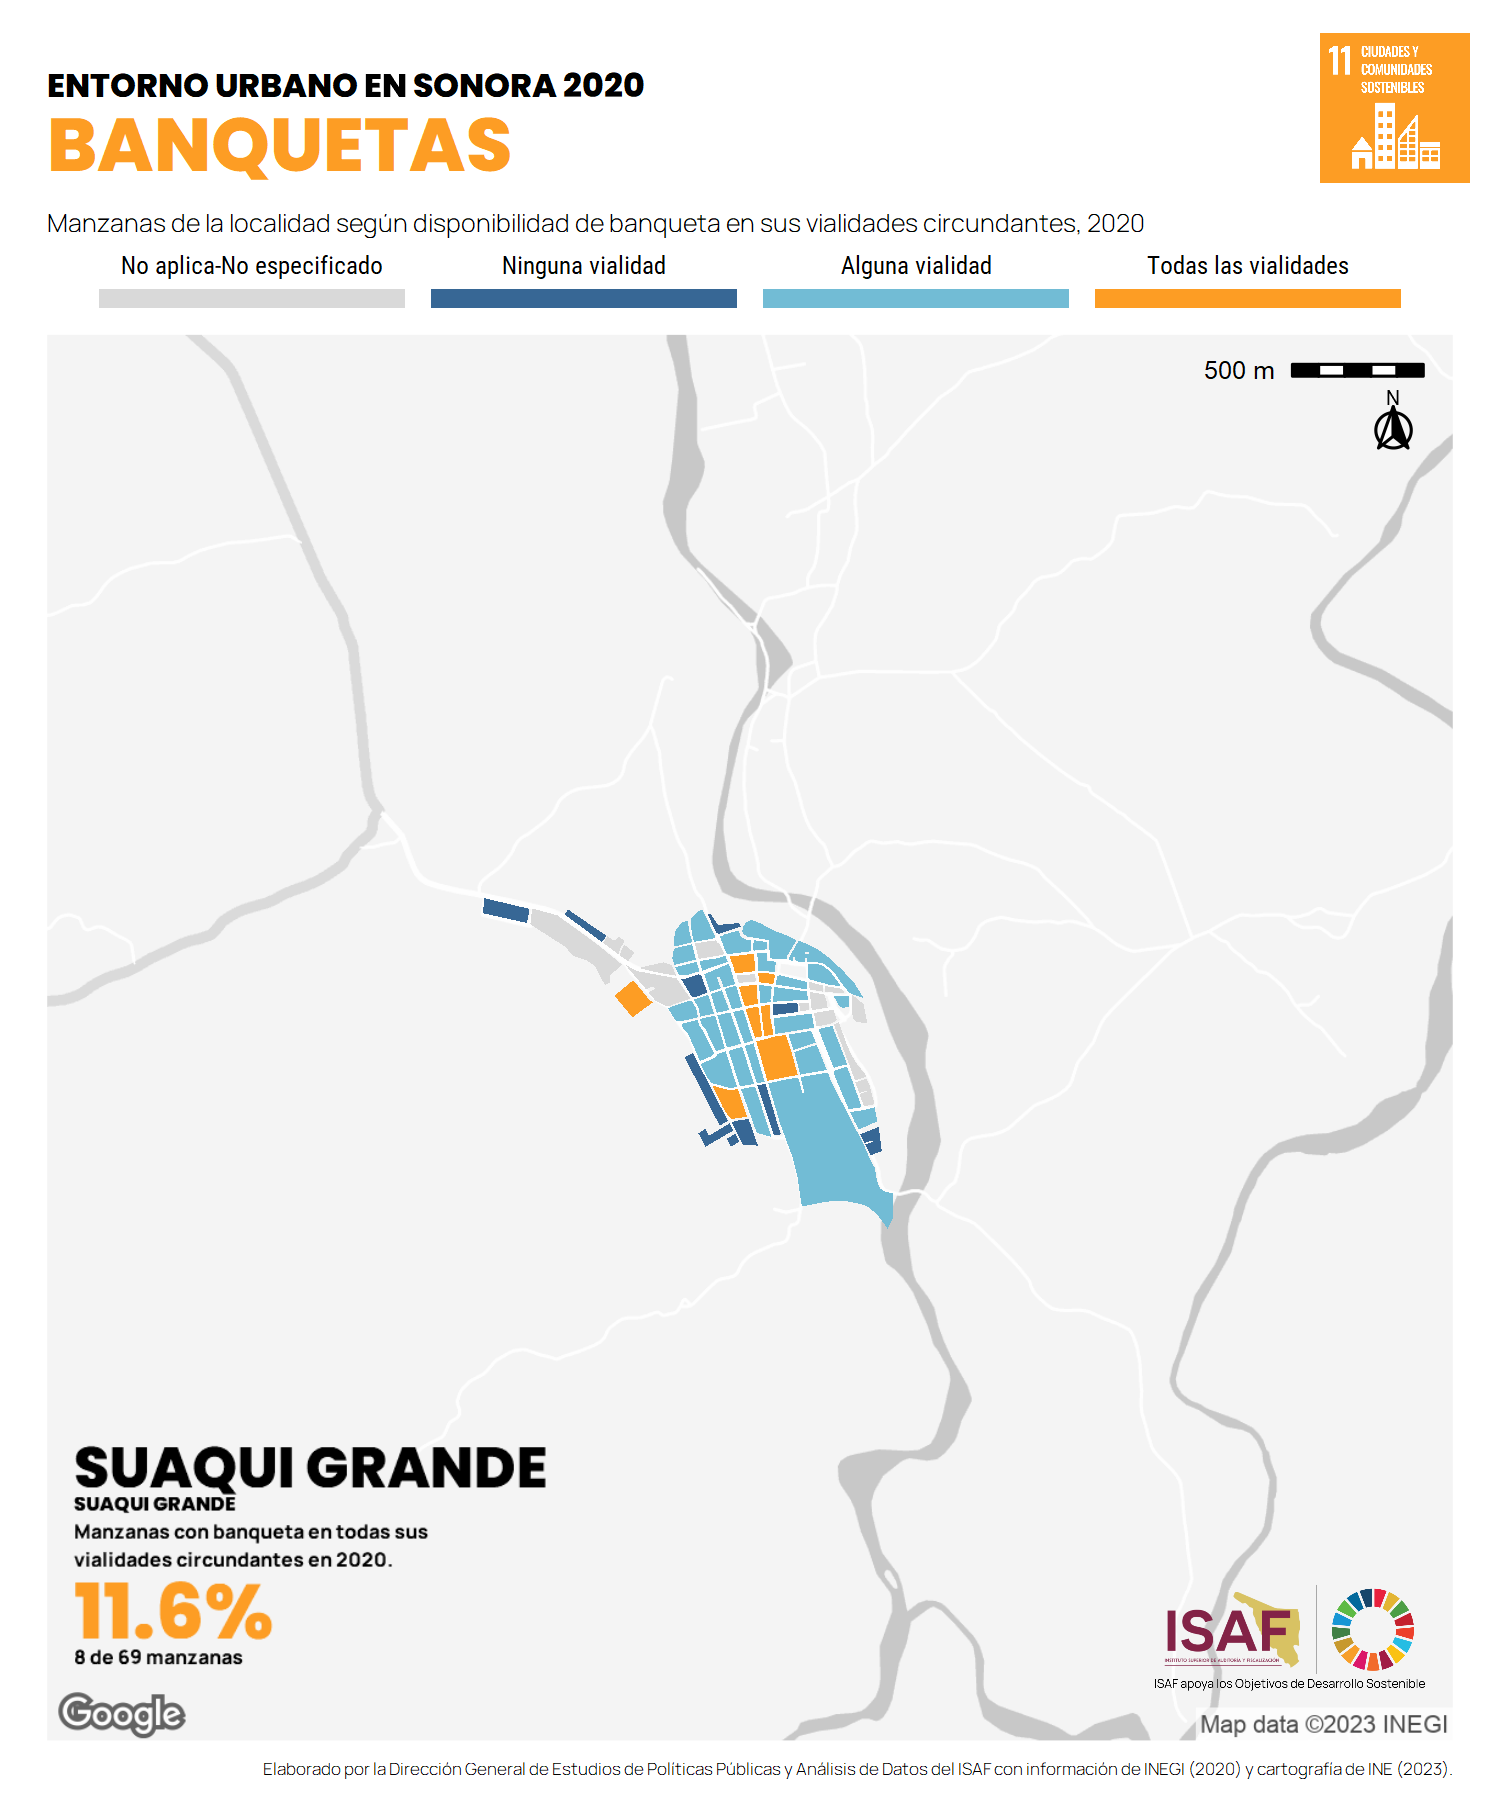 11 CIUDADES Y
COMUNIDADES
SOSTENIBLES
ENTORNO URBANO EN SONORA 2020
BANQUETAS
Manzanas de la localidad según disponibilidad de banqueta en sus vialidades circundantes, 2020
No aplica-No especificado Ninguna vialidad Alguna vialidad Todas las vialidades
500 m
N
SUAQUI GRANDE
SUAQUI GRANDE
Manzanas con banqueta en todas sus
vialidades circundantes en 2020.
11.6%
8 de 69 manzanas
ISAF
INSTITUTO SUPERIOR DE AUDITORÍA Y FISCALIZACIÓN
ISAF apoya los Objetivos de Desarrollo Sostenible
Google
Map data ©2023 INEGI
Elaborado por la Dirección General de Estudios de Políticas Públicas y Análisis de Datos del ISAF con información de INEGI (2020) y cartografía de INE (2023).